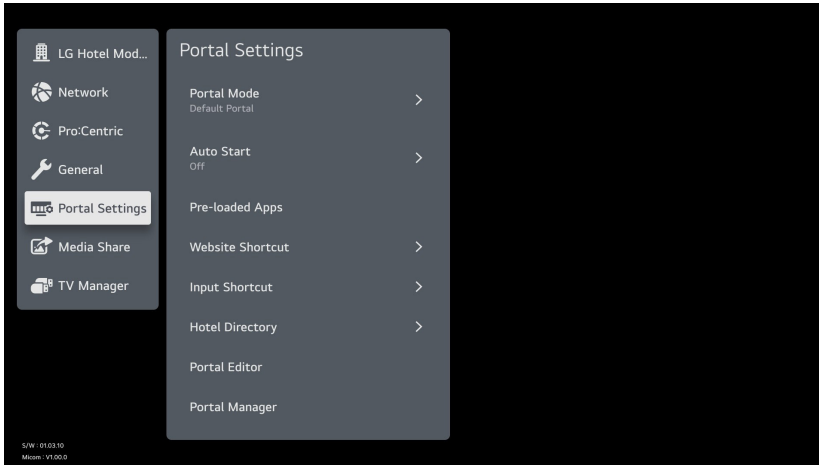 LG Hotel Mod...
Network
Pro:Centric
General
Portal Settings
Media Share
TV Manager
Portal Settings
Portal Mode
Default Portal
Auto Start
Off
Pre-loaded Apps
Website Shortcut
Input Shortcut
Hotel Directory
Portal Editor
Portal Manager
S/W : 01.03.10
Micom : V1.00.0